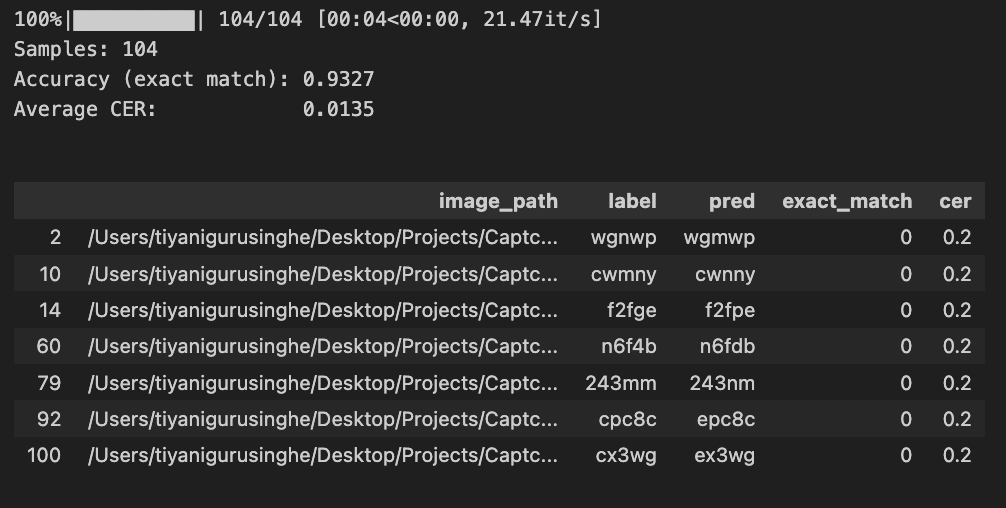 100%|██████████| 104/104 [00:04<00:00, 21.47it/s]
Samples: 104
Accuracy (exact match): 0.9327
Average CER: 0.0135
image_path label pred exact_match cer
2 /Users/tiyanigurusinghe/Desktop/Projects/Captc... wgnwp wgmwp 0 0.2
10 /Users/tiyanigurusinghe/Desktop/Projects/Captc... cwmny cwnny 0 0.2
14 /Users/tiyanigurusinghe/Desktop/Projects/Captc... f2fge f2fpe 0 0.2
60 /Users/tiyanigurusinghe/Desktop/Projects/Captc... n6f4b n6fdb 0 0.2
79 /Users/tiyanigurusinghe/Desktop/Projects/Captc... 243mm 243nm 0 0.2
92 /Users/tiyanigurusinghe/Desktop/Projects/Captc... cpc8c epc8c 0 0.2
100 /Users/tiyanigurusinghe/Desktop/Projects/Captc... cx3wg ex3wg 0 0.2